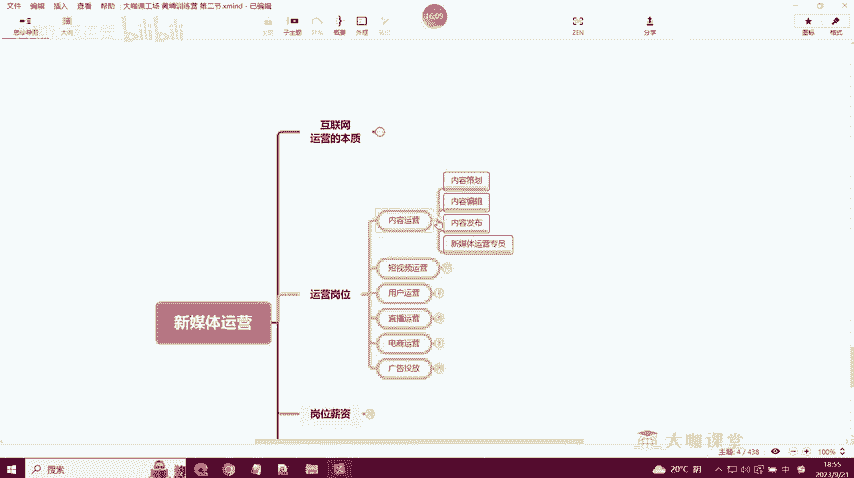 文件 编辑 插入 查看 帮助
大咖课工场 黄埔训练营 第二节.xmind - 已编辑
思维导图
大纲
主题
子主题
概要
外框
ZEN
分享
图标
格式
bilibili
互联网
运营的本质
内容策划
内容编辑
内容运营
内容发布
新媒体运营专员
短视频运营
运营岗位
用户运营
新媒体运营
直播运营
电商运营
广告投放
岗位薪资
大咖课堂
主题: 4 / 438
100%
搜索
20°C 阴
中
18:55
2023/9/21